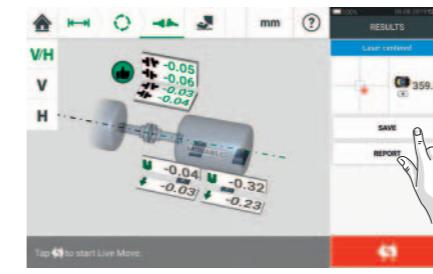 mm ?
RESULTS
V/H
V
H
-0.05
-0.06
-0.03
-0.04
Laser centered
359.
SAVE
REPORT
-0.04
-0.32
-0.03
-0.23
Tap to start Live Move.